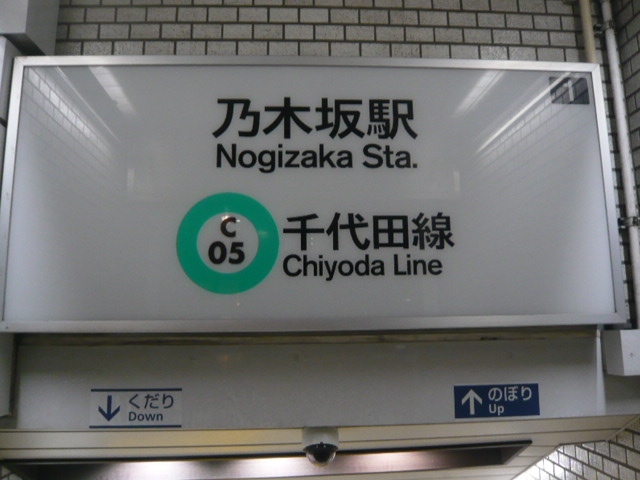 乃木坂駅
Nogizaka Sta.
C
05
千代田線
Chiyoda Line
↓くだり
Down
↑のぼり
Up